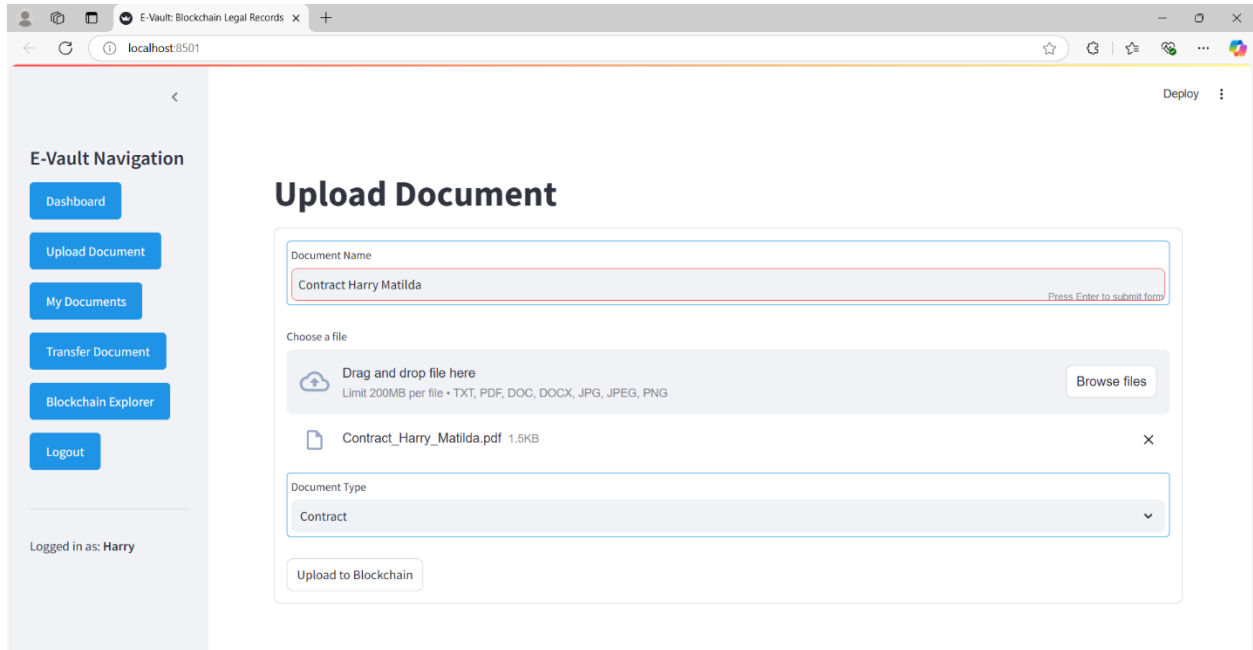 E-Vault: Blockchain Legal Records
localhost:8501
Deploy
E-Vault Navigation
Dashboard
Upload Document
My Documents
Transfer Document
Blockchain Explorer
Logout
Logged in as: Harry
Upload Document
Document Name
Contract Harry Matilda
Press Enter to submit form
Choose a file
Drag and drop file here
Limit 200MB per file • TXT, PDF, DOC, DOCX, JPG, JPEG, PNG
Browse files
Contract_Harry_Matilda.pdf 1.5KB
Document Type
Contract
Upload to Blockchain